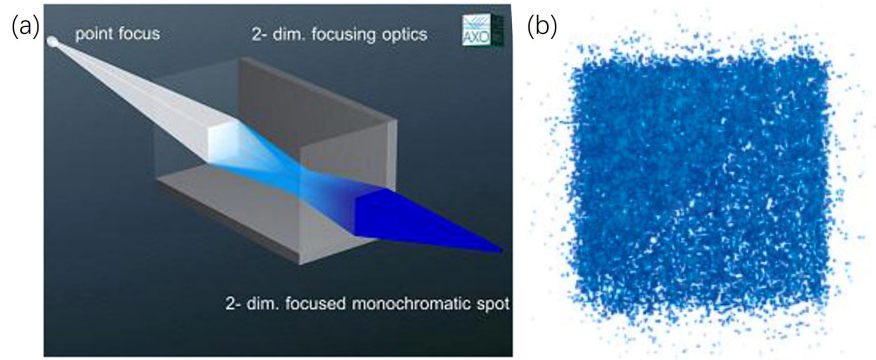 (a)
point focus
2- dim. focusing optics
AXO
(b)
2- dim. focused monochromatic spot